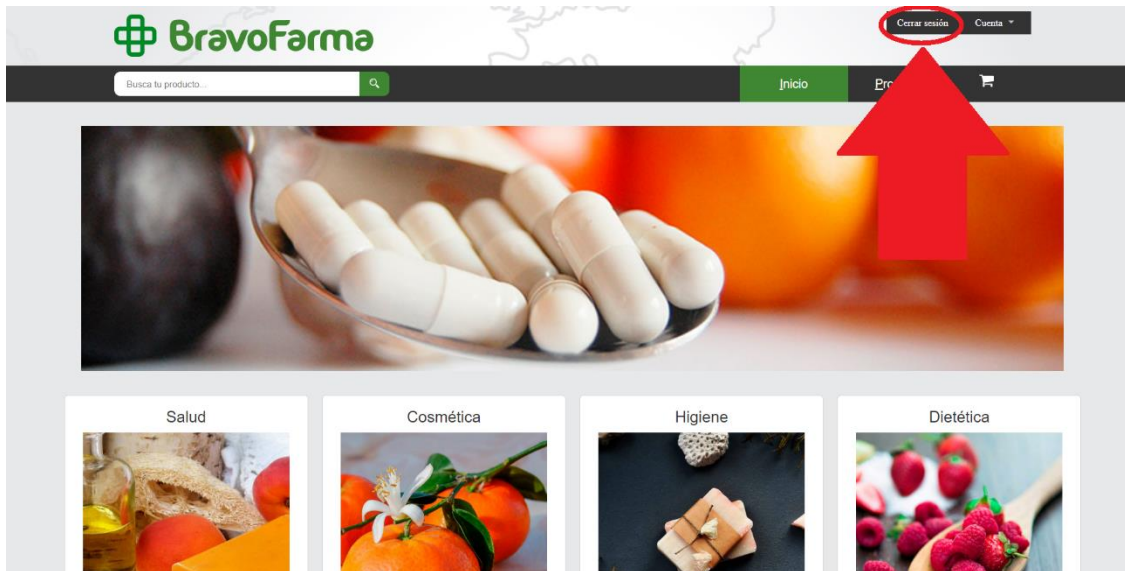 Cerrar sesión Cuenta
BravoFarma
Busca tu producto...
Inicio
Salud
Cosmética
Higiene
Dietética